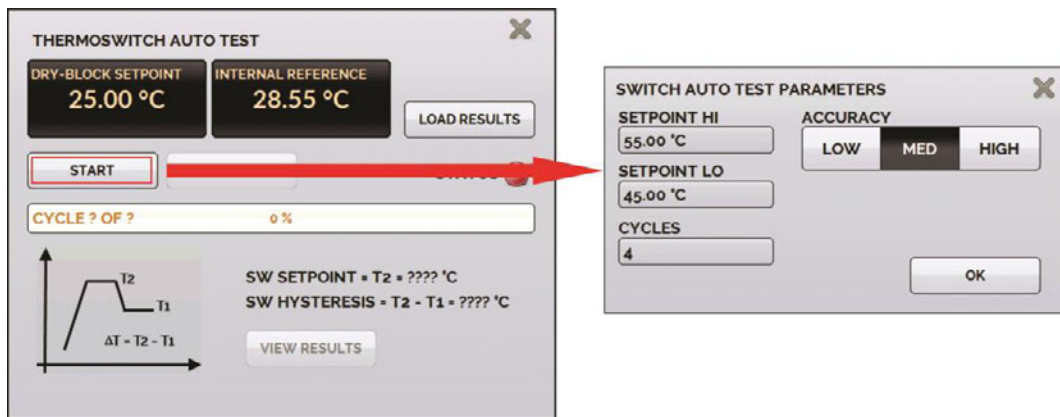 THERMOSWITCH AUTO TEST
DRY-BLOCK SETPOINT
25.00 °C
INTERNAL REFERENCE
28.55 °C
LOAD RESULTS
START
CYCLE ? OF ?
0 %
T2
T1
ΔT = T2 - T1
SW SETPOINT = T2 = ???? °C
SW HYSTERESIS = T2 - T1 = ???? °C
VIEW RESULTS
SWITCH AUTO TEST PARAMETERS
SETPOINT HI
55.00 °C
SETPOINT LO
45.00 °C
CYCLES
4
ACCURACY
LOW
MED
HIGH
OK